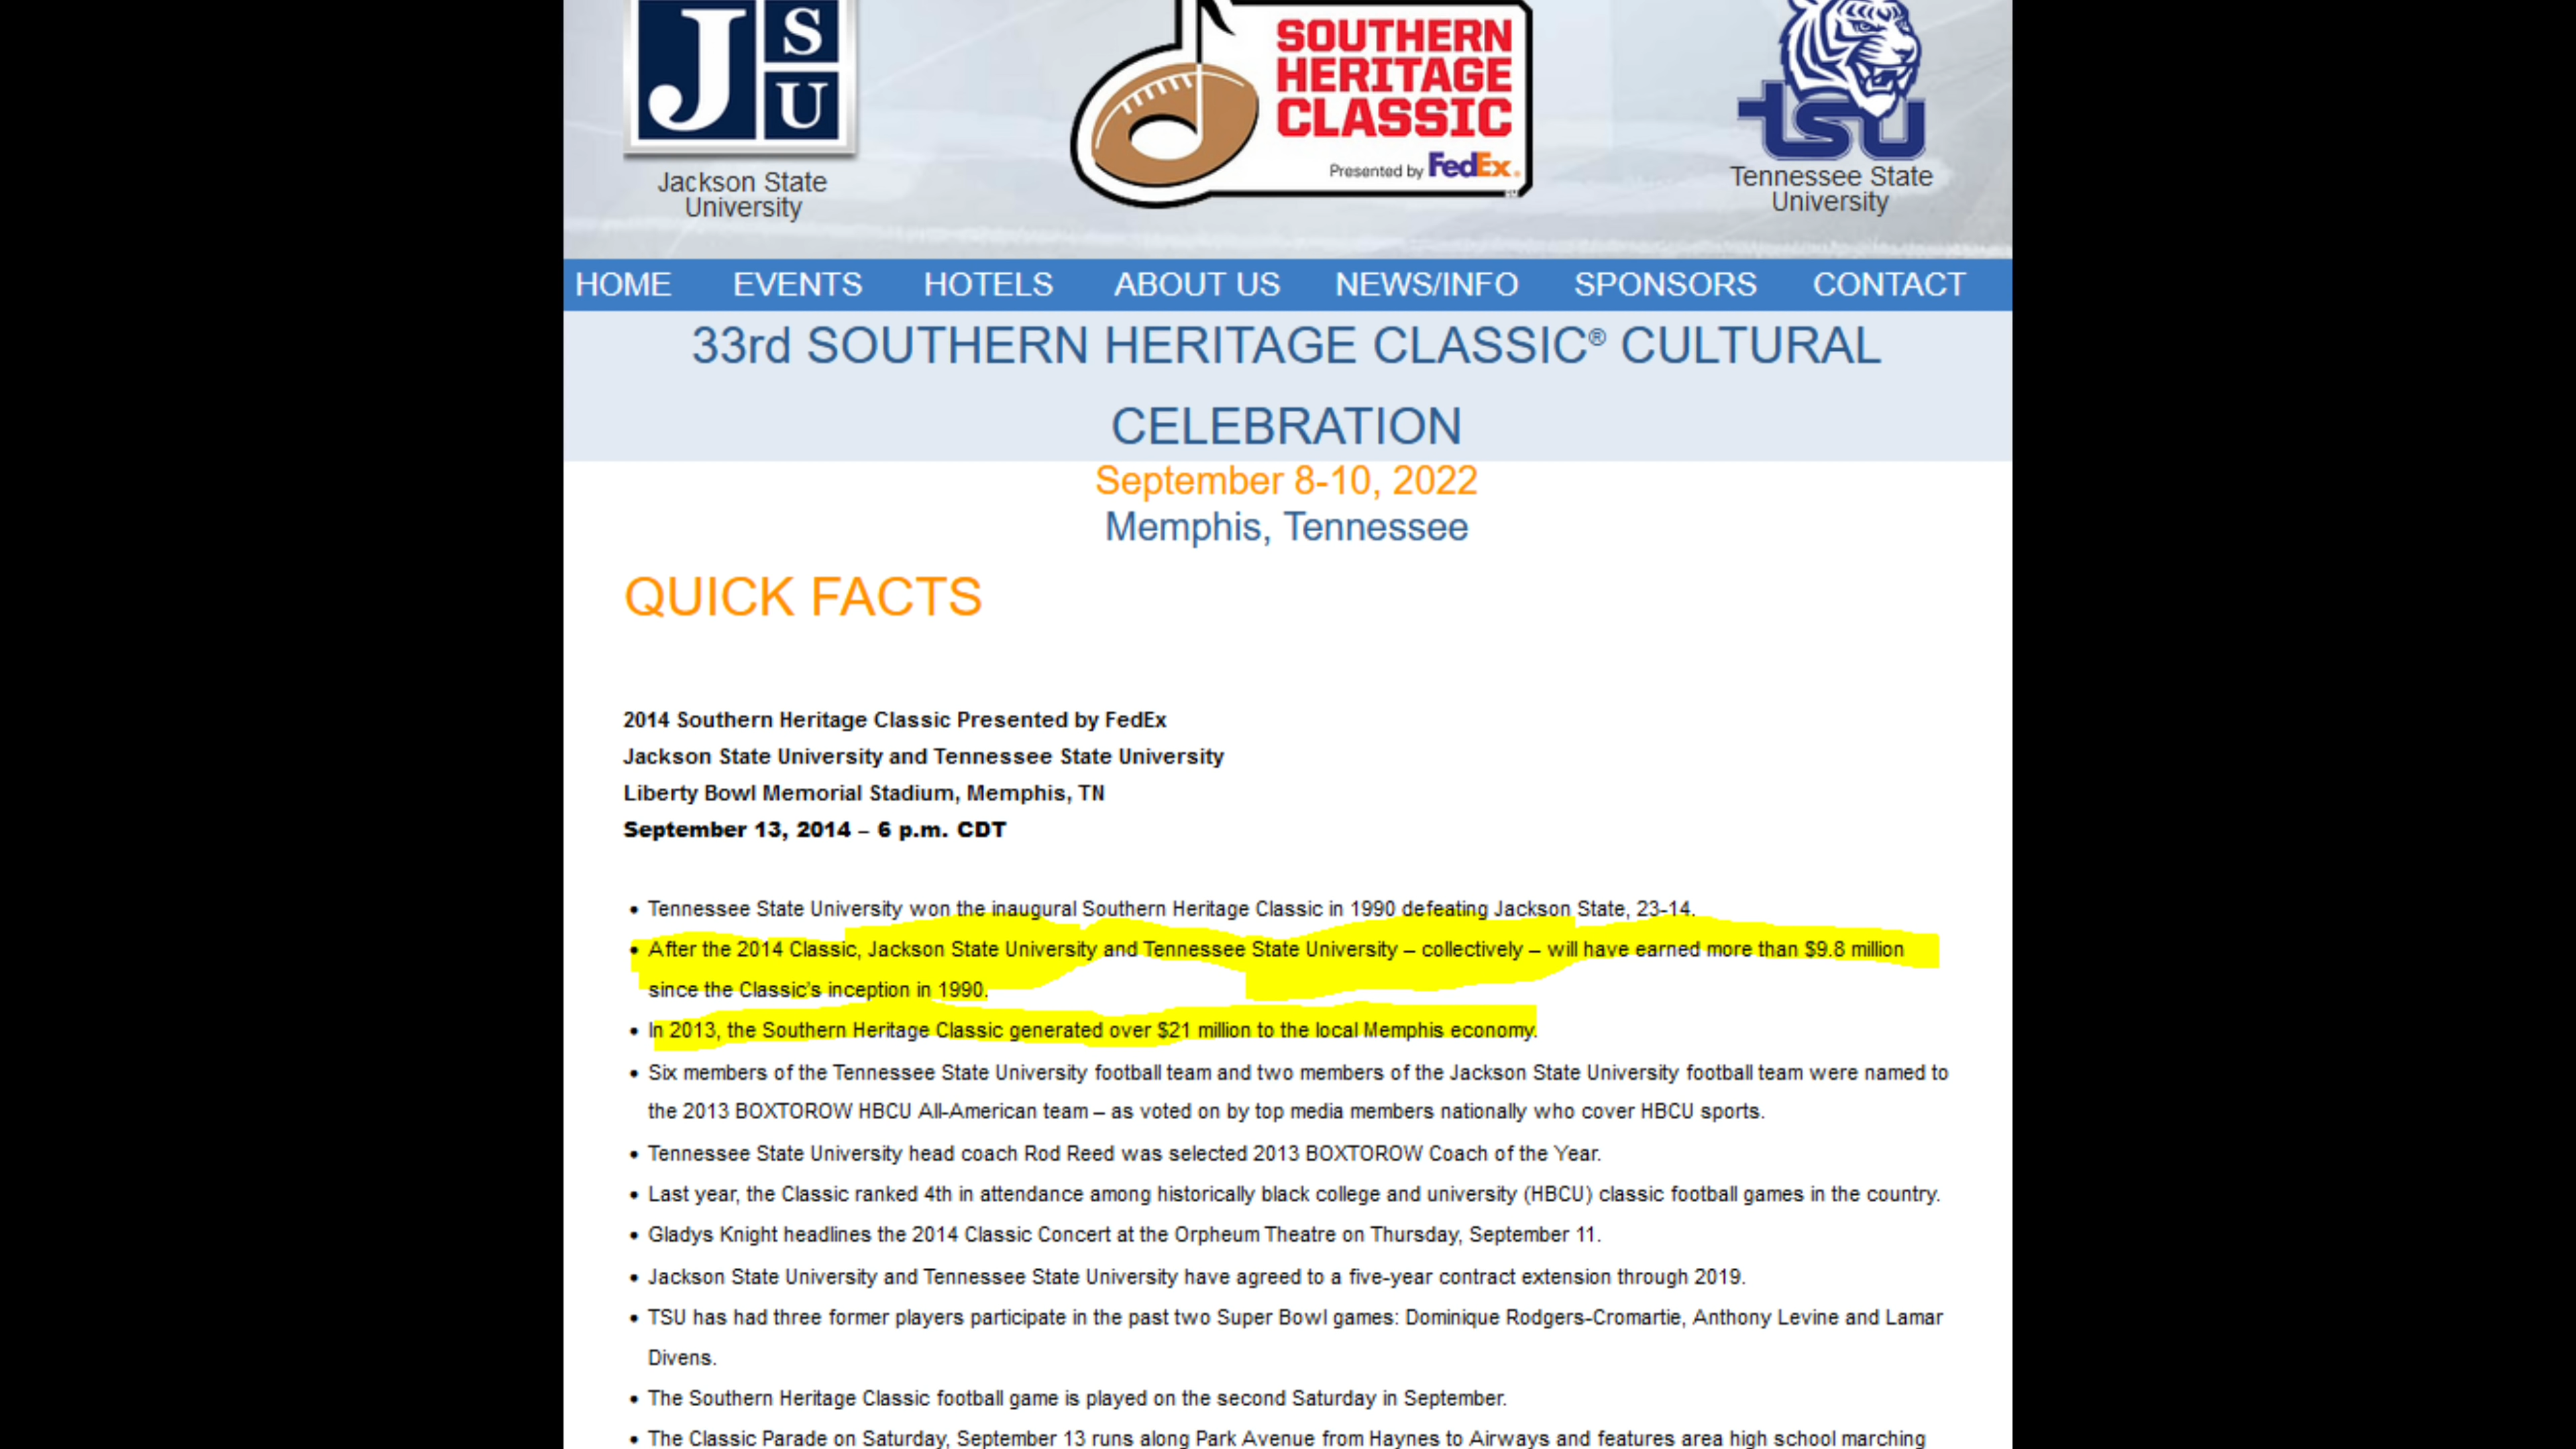 J S U
SOUTHERN
HERITAGE
CLASSIC
Presented by FedEx.
SM
tsu
Jackson State
University
Tennessee State
University
HOME EVENTS HOTELS ABOUT US NEWS/INFO SPONSORS CONTACT
33rd SOUTHERN HERITAGE CLASSIC® CULTURAL
CELEBRATION
September 8-10, 2022
Memphis, Tennessee
QUICK FACTS
2014 Southern Heritage Classic Presented by FedEx
Jackson State University and Tennessee State University
Liberty Bowl Memorial Stadium, Memphis, TN
September 13, 2014 – 6 p.m. CDT
• Tennessee State University won the inaugural Southern Heritage Classic in 1990 defeating Jackson State, 23-14.
• After the 2014 Classic, Jackson State University and Tennessee State University – collectively – will have earned more than $9.8 million
since the Classic's inception in 1990.
• In 2013, the Southern Heritage Classic generated over $21 million to the local Memphis economy.
• Six members of the Tennessee State University football team and two members of the Jackson State University football team were named to
the 2013 BOXTOROW HBCU All-American team – as voted on by top media members nationally who cover HBCU sports.
• Tennessee State University head coach Rod Reed was selected 2013 BOXTOROW Coach of the Year.
• Last year, the Classic ranked 4th in attendance among historically black college and university (HBCU) classic football games in the country.
• Gladys Knight headlines the 2014 Classic Concert at the Orpheum Theatre on Thursday, September 11.
• Jackson State University and Tennessee State University have agreed to a five-year contract extension through 2019.
• TSU has had three former players participate in the past two Super Bowl games: Dominique Rodgers-Cromartie, Anthony Levine and Lamar
Divens.
• The Southern Heritage Classic football game is played on the second Saturday in September.
• The Classic Parade on Saturday, September 13 runs along Park Avenue from Haynes to Airways and features area high school marching